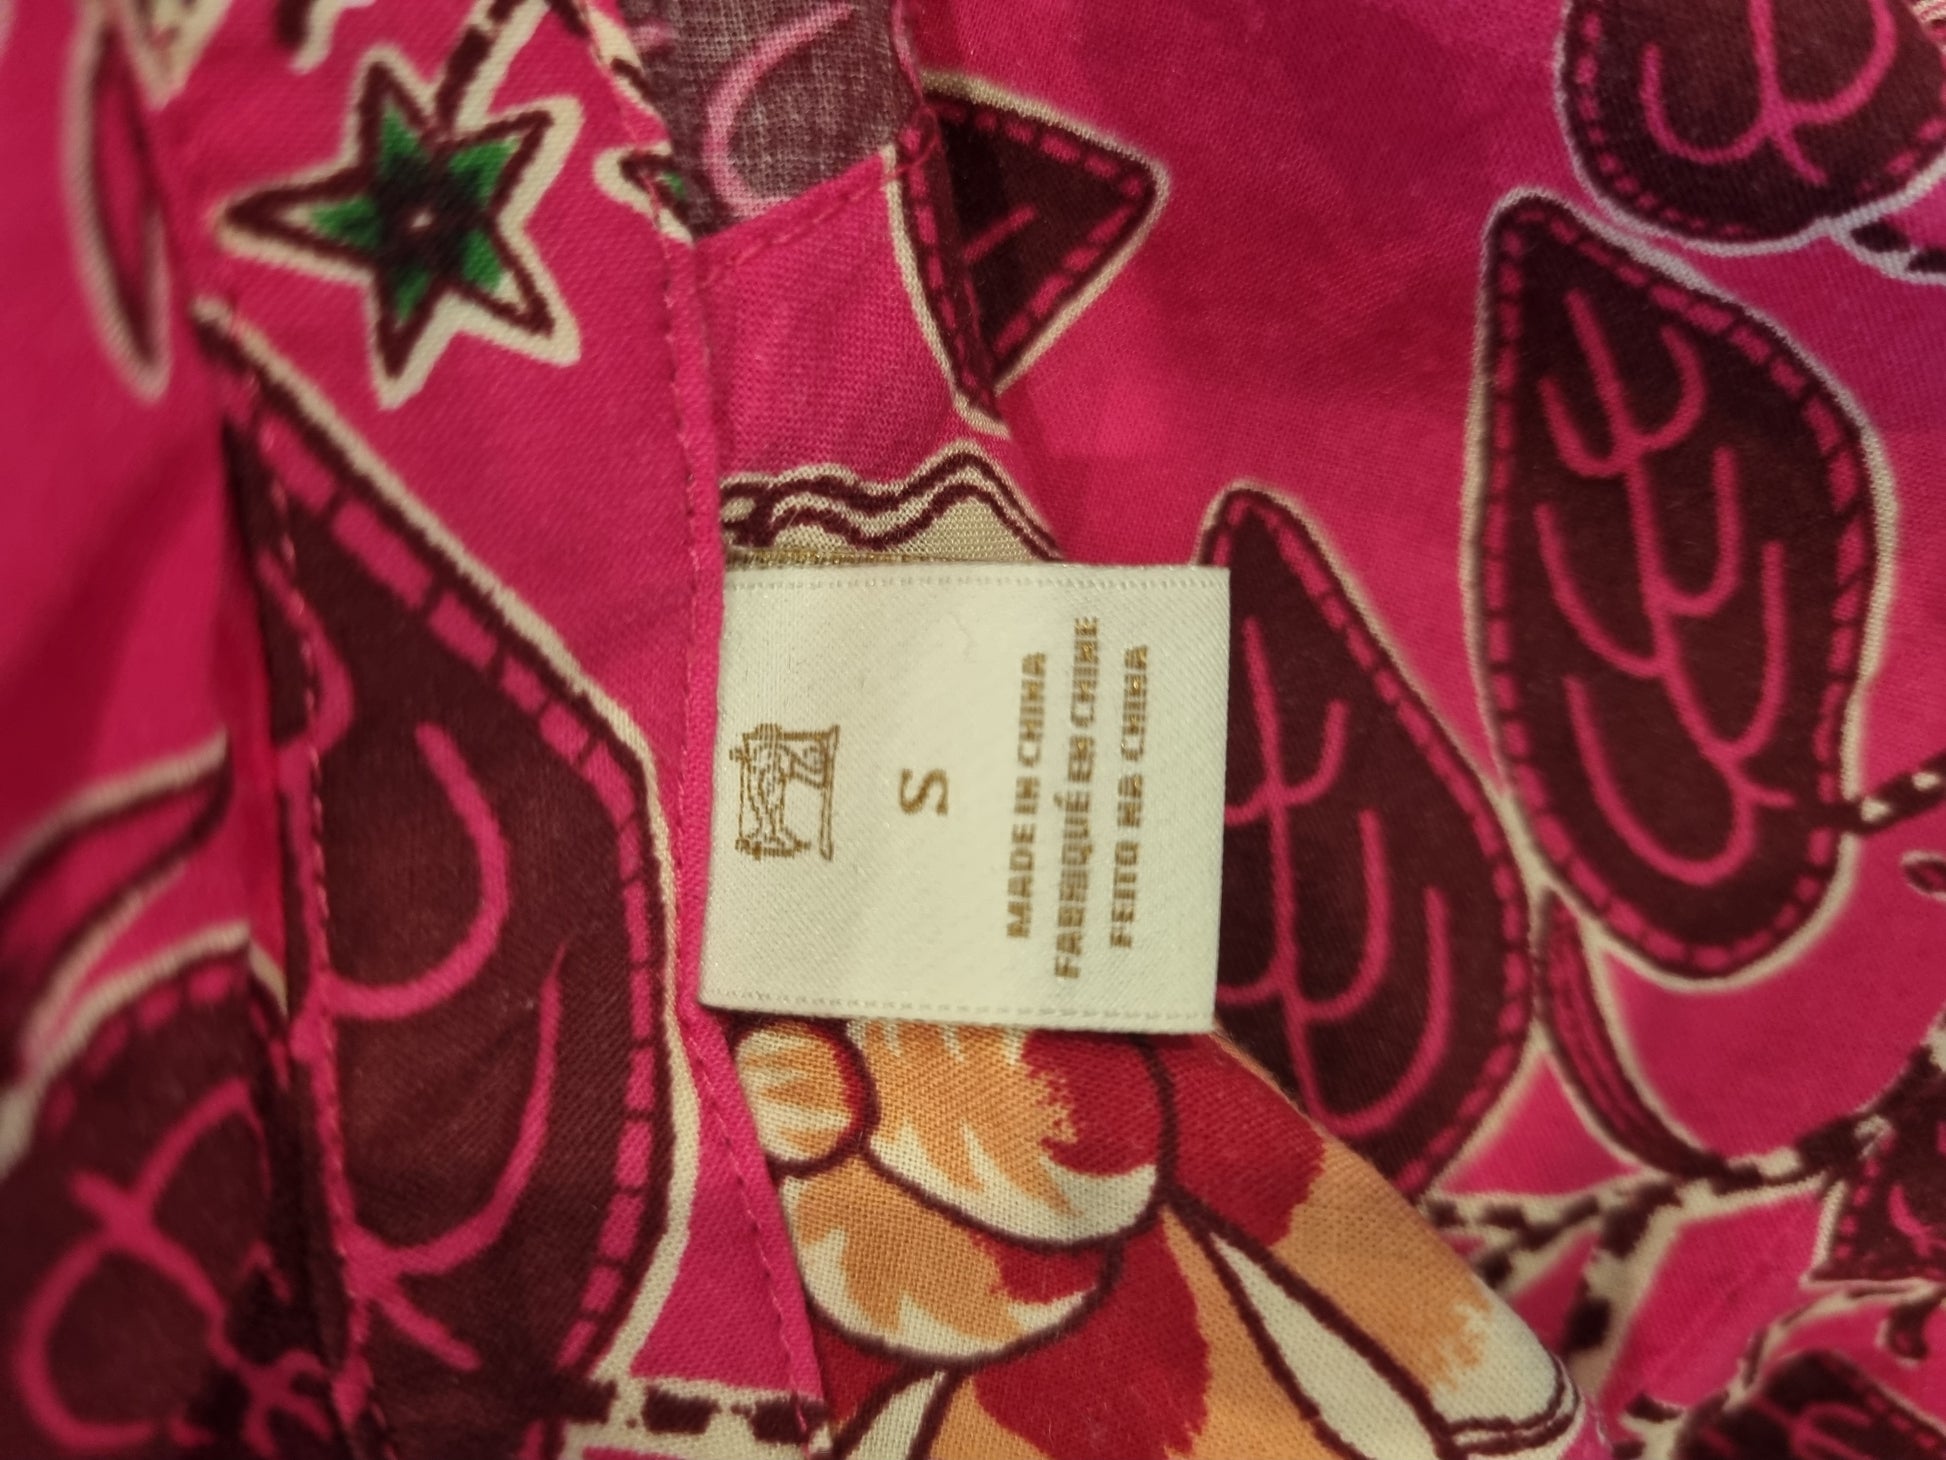 S
MADE IN CHINA
FABRIQUÉ EN CHINE
FEITO NA CHINA